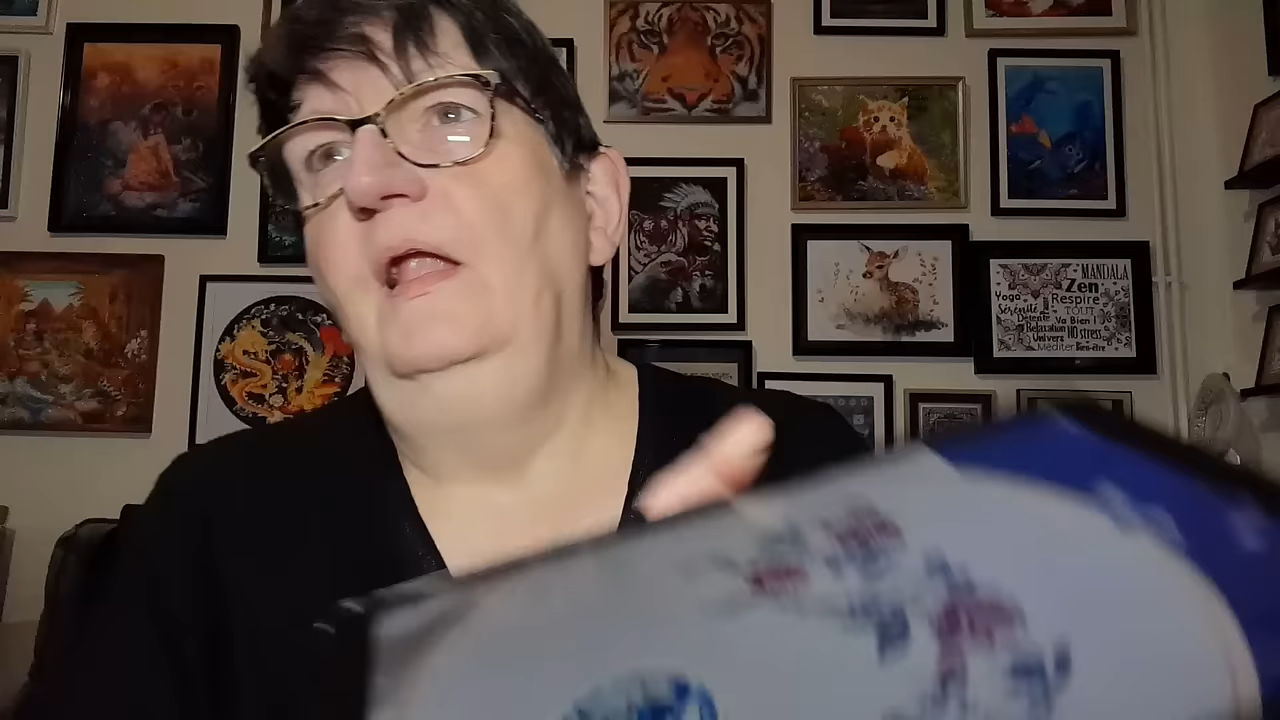 MANDALA
Zen
Yoga
Respire
Sérénité
TOUT
Détente
Va Bien !
Relaxation
NO stress
Univers
Méditer Bien-être